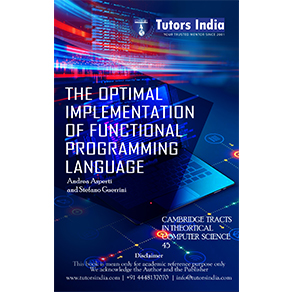 Tutors India
YOUR TRUSTED MENTOR SINCE 2001
THE OPTIMAL
IMPLEMENTATION
OF FUNCTIONAL
PROGRAMMING
LANGUAGE
Andrea Asperti
and Stefano Guerrini
CAMBRIDGE TRACTS
IN THEORTICAL
COMPUTER SCIENCE
45
Disclaimer
This book is mean only for academic reference purpose only
We acknowledge the Author and the Publisher
www.tutorsindia.com | +91 4448137070 | info@tutorsindia.com